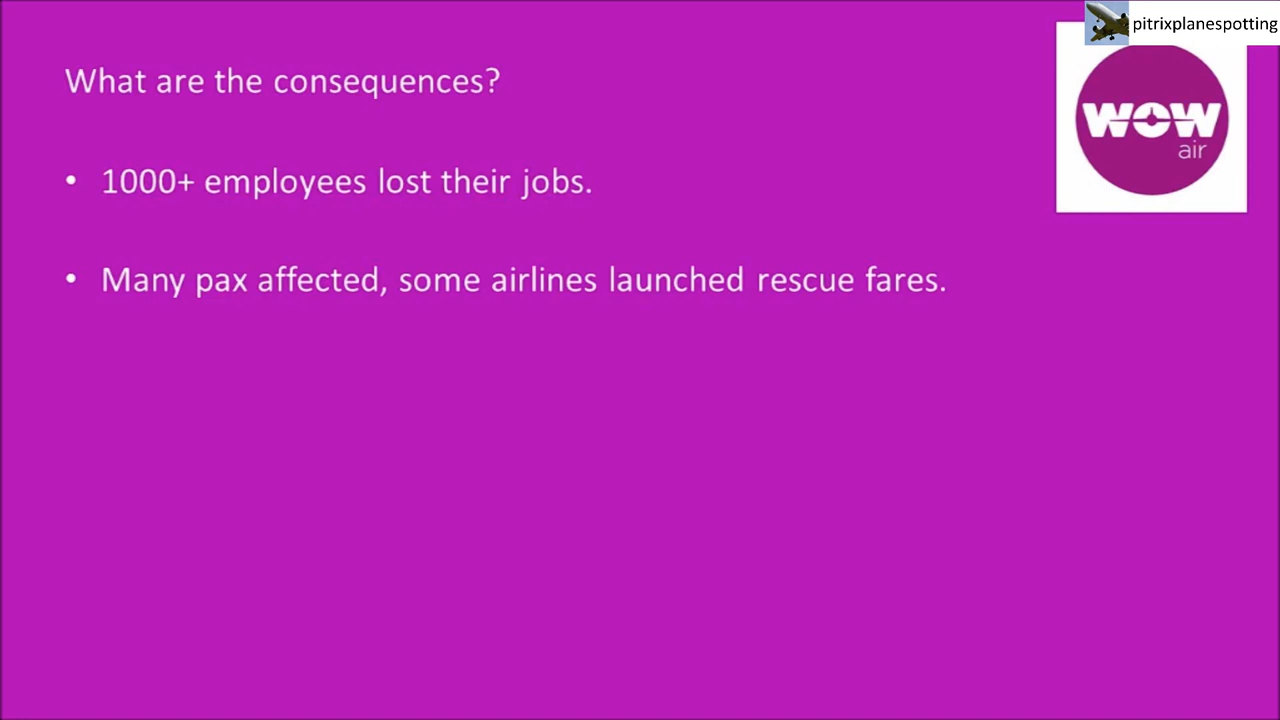 pitrixplanespotting
What are the consequences?
WOW
air
• 1000+ employees lost their jobs.
• Many pax affected, some airlines launched rescue fares.